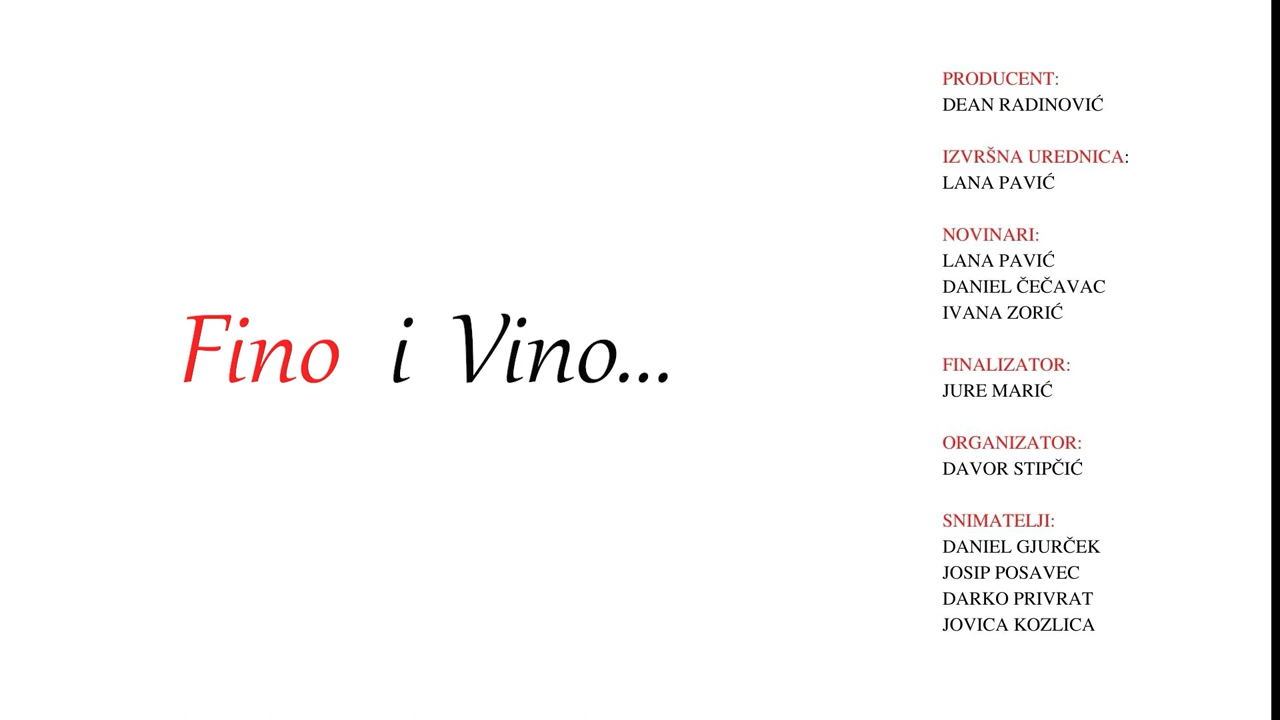 Fino i Vino...
PRODUCENT:
DEAN RADINOVIĆ
IZVRŠNA UREDNICA:
LANA PAVIĆ
NOVINARI:
LANA PAVIĆ
DANIEL ČEČAVAC
IVANA ZORIĆ
FINALIZATOR:
JURE MARIĆ
ORGANIZATOR:
DAVOR STIPČIĆ
SNIMATELJI:
DANIEL GJURČEK
JOSIP POSAVEC
DARKO PRIVRAT
JOVICA KOZLICA